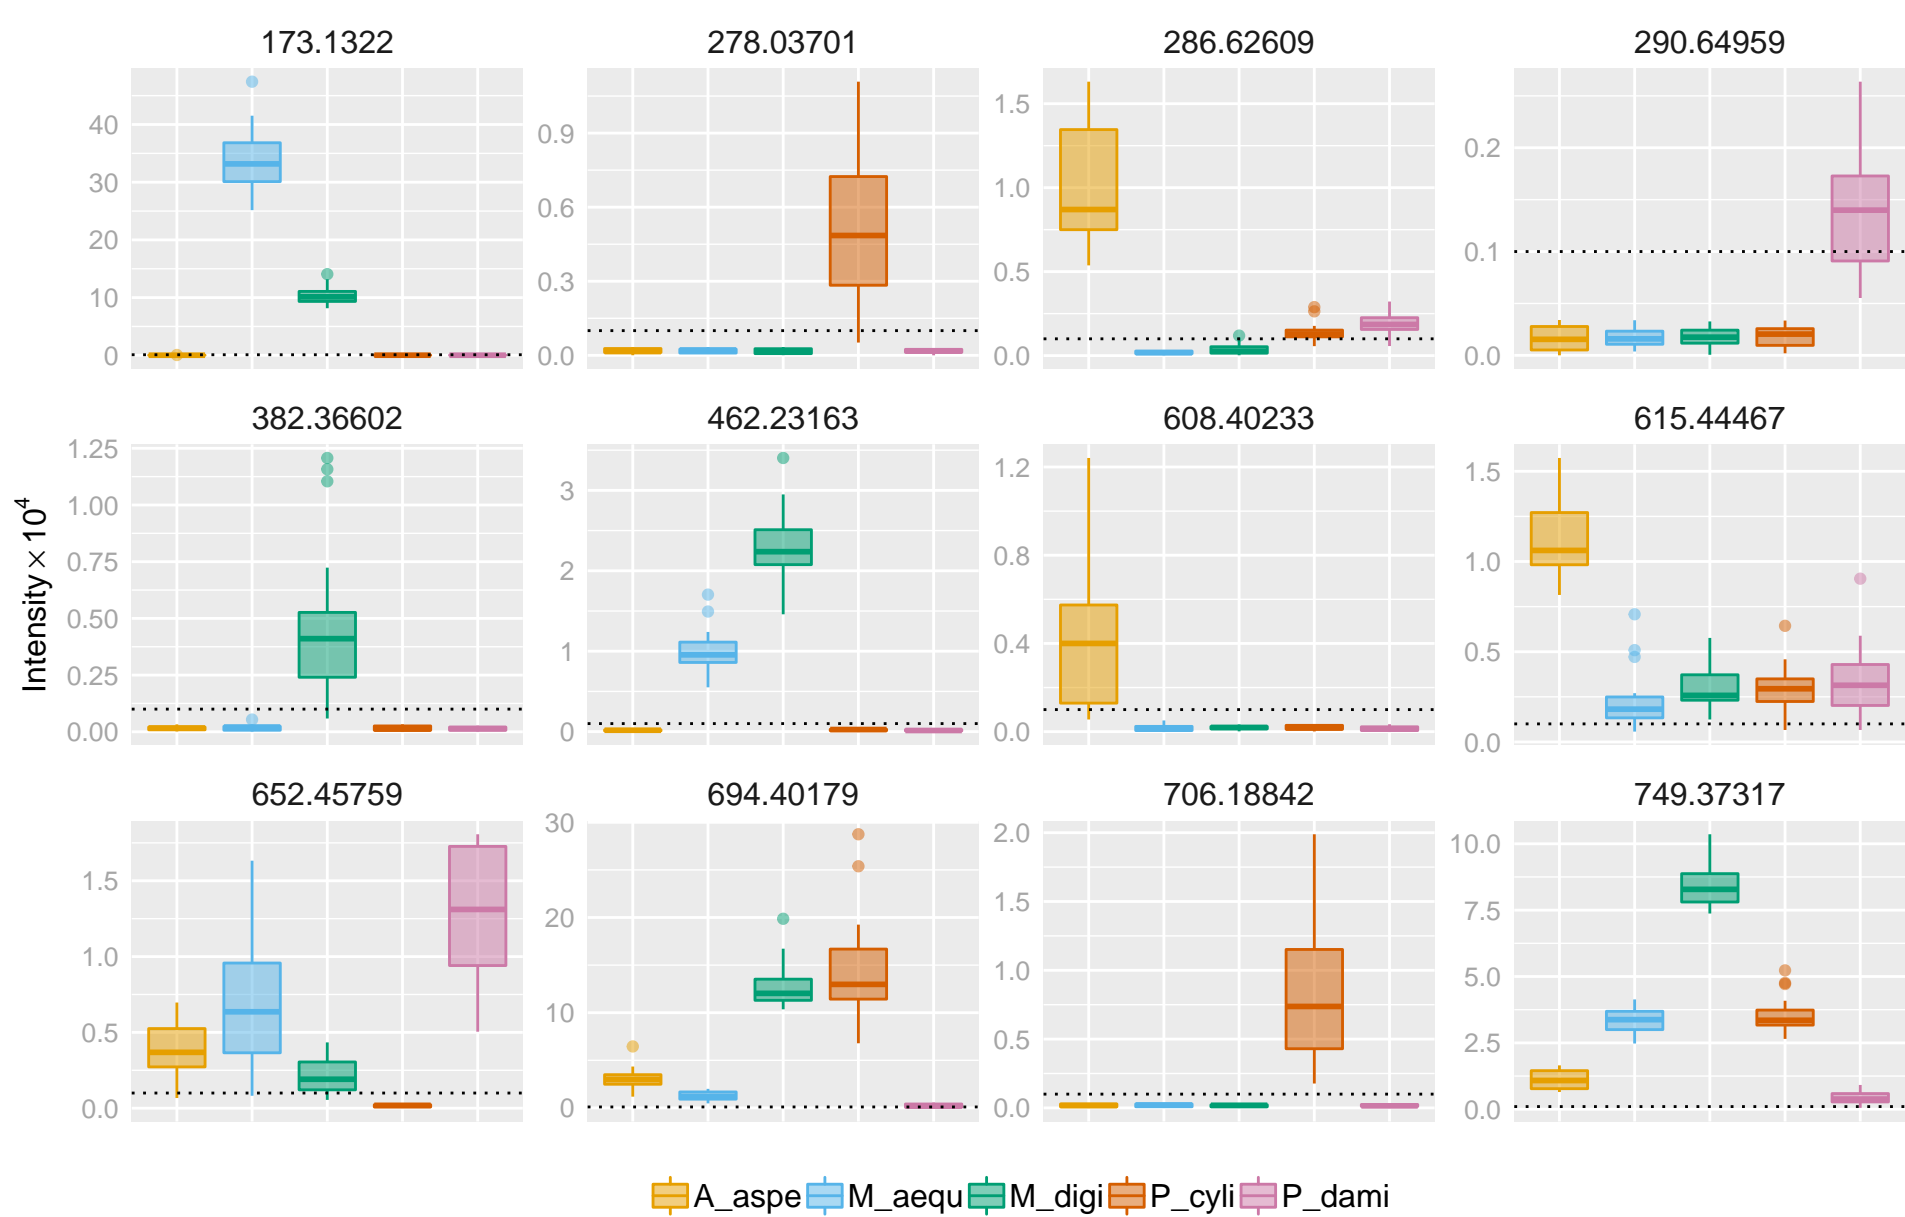 173.1322 278.03701 286.62609 290.64959
40 30 20 10 0
0.9 0.6 0.3 0.0
1.5 1.0 0.5 0.0
0.2 0.1 0.0
382.36602 462.23163 608.40233 615.44467
1.25 1.00 0.75 0.50 0.25 0.00
3 2 1 0
1.2 0.8 0.4 0.0
1.5 1.0 0.5 0.0
Intensity × 10⁴
652.45759 694.40179 706.18842 749.37317
1.5 1.0 0.5 0.0
30 20 10 0
2.0 1.5 1.0 0.5 0.0
10.0 7.5 5.0 2.5 0.0
A_aspe M_aequ M_digi P_cyli P_dami